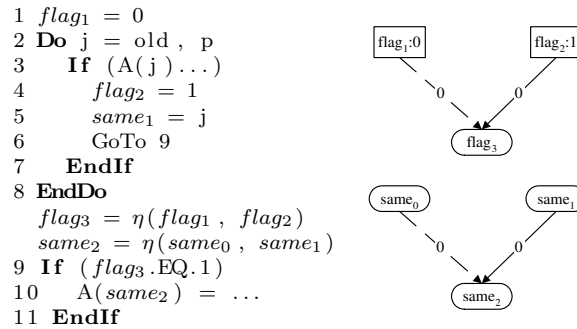 1 flag₁ = 0
2 Do j = old , p
3 If (A(j)...)
4 flag₂ = 1
5 same₁ = j
6 GoTo 9
7 EndIf
8 EndDo
flag₃ = η(flag₁ , flag₂)
same₂ = η(same₀ , same₁)
9 If (flag₃.EQ.1)
10 A(same₂) = ...
11 EndIf
flag₁:0
flag₂:1
0
0
flag₃
same₀
same₁
0
0
same₂